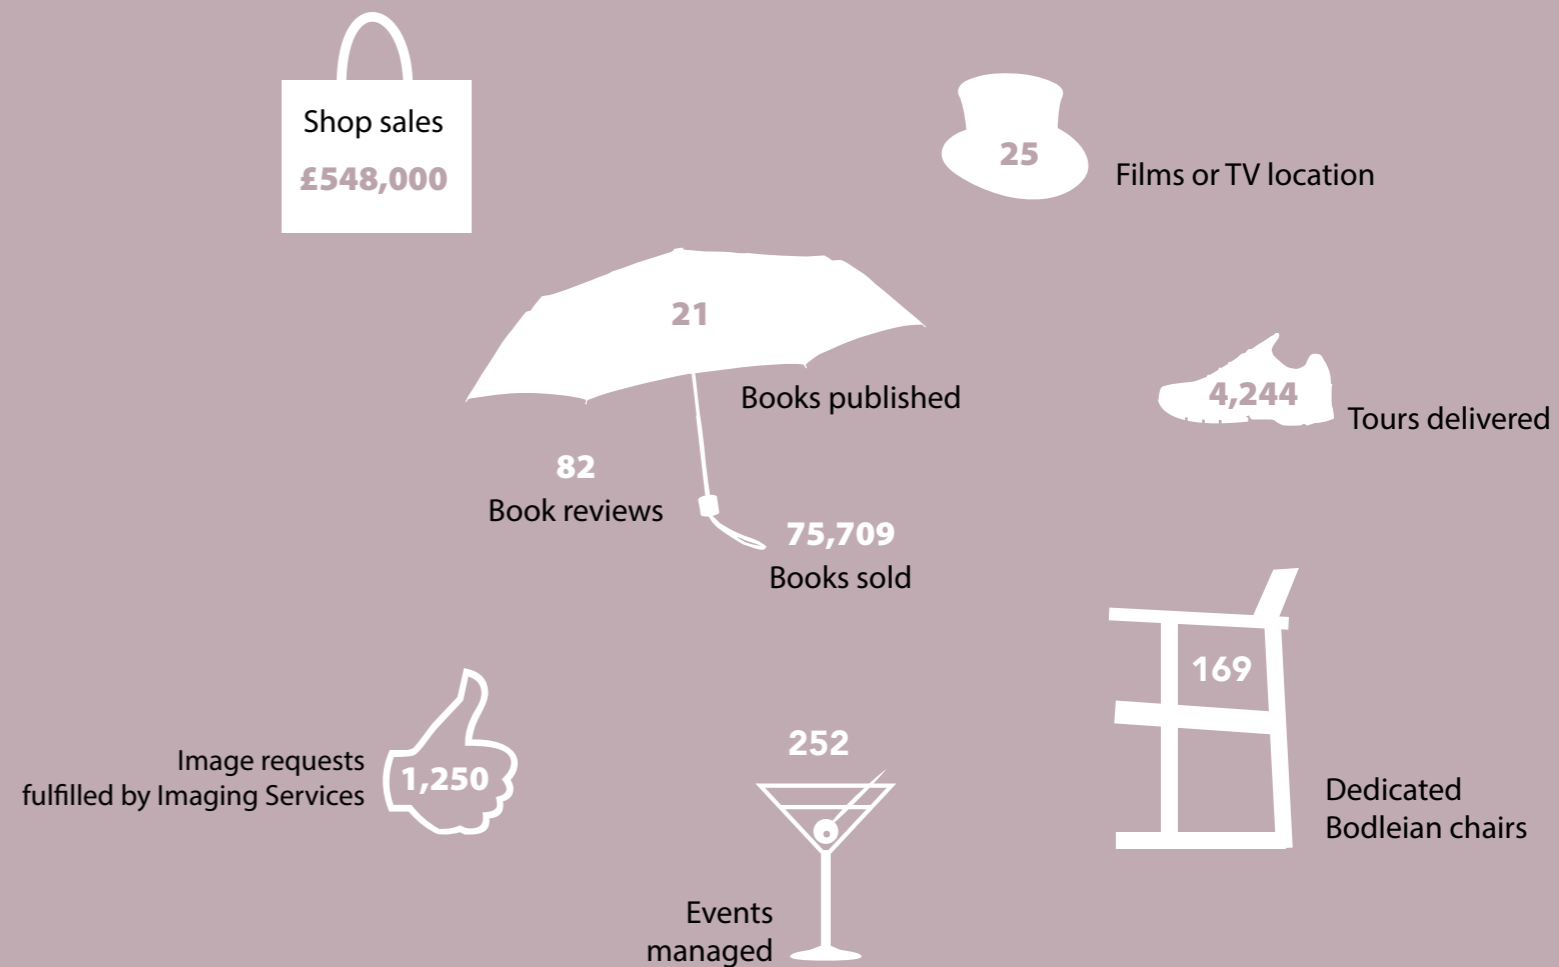 Shop sales
£548,000
25
Films or TV location
21
Books published
4,244
Tours delivered
82
Book reviews
75,709
Books sold
169
Dedicated
Bodleian chairs
Image requests
fulfilled by Imaging Services
1,250
252
Events
managed